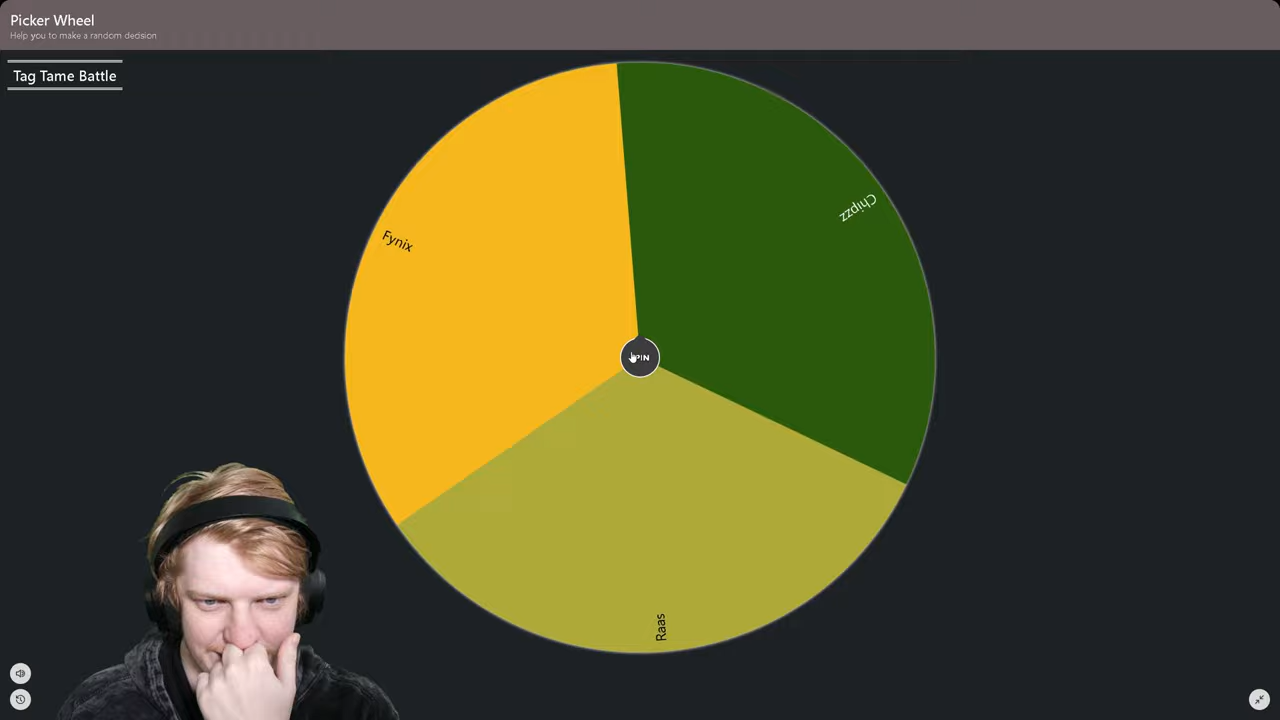 Picker Wheel
Help you to make a random decision
Tag Tame Battle
Chipzz
Fynix
Raas